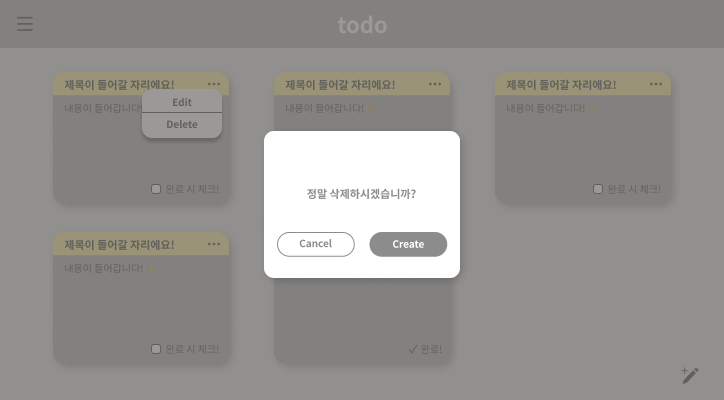 todo
제목이 들어갈 자리에요!
내용이 들어갑니다!
Edit
Delete
완료 시 체크!
제목이 들어갈 자리에요!
내용이 들어갑니다!
제목이 들어갈 자리에요!
내용이 들어갑니다!
완료 시 체크!
정말 삭제하시겠습니까?
Cancel
Create
제목이 들어갈 자리에요!
내용이 들어갑니다!
완료 시 체크!
완료!